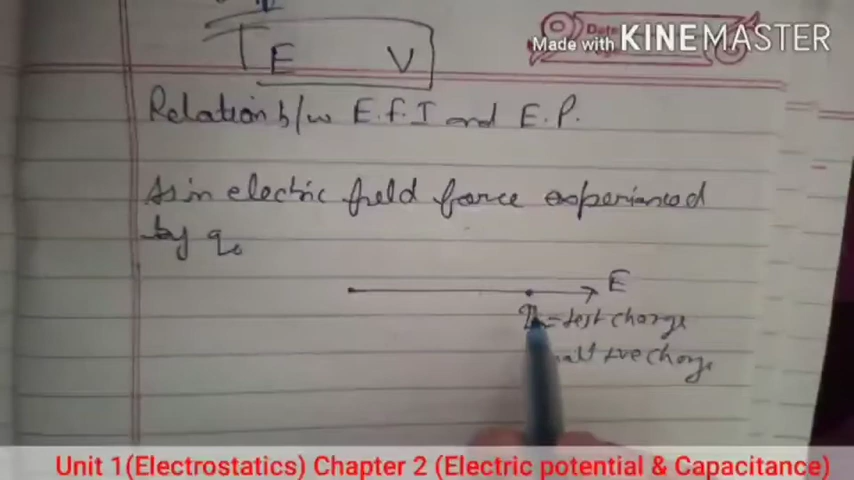 E V
Made with KINEMASTER
Relation b/w E.F.I and E.P.
As in electric field force experienced
by q₀
E
= test charge
+ve charge
Unit 1(Electrostatics) Chapter 2 (Electric potential & Capacitance)